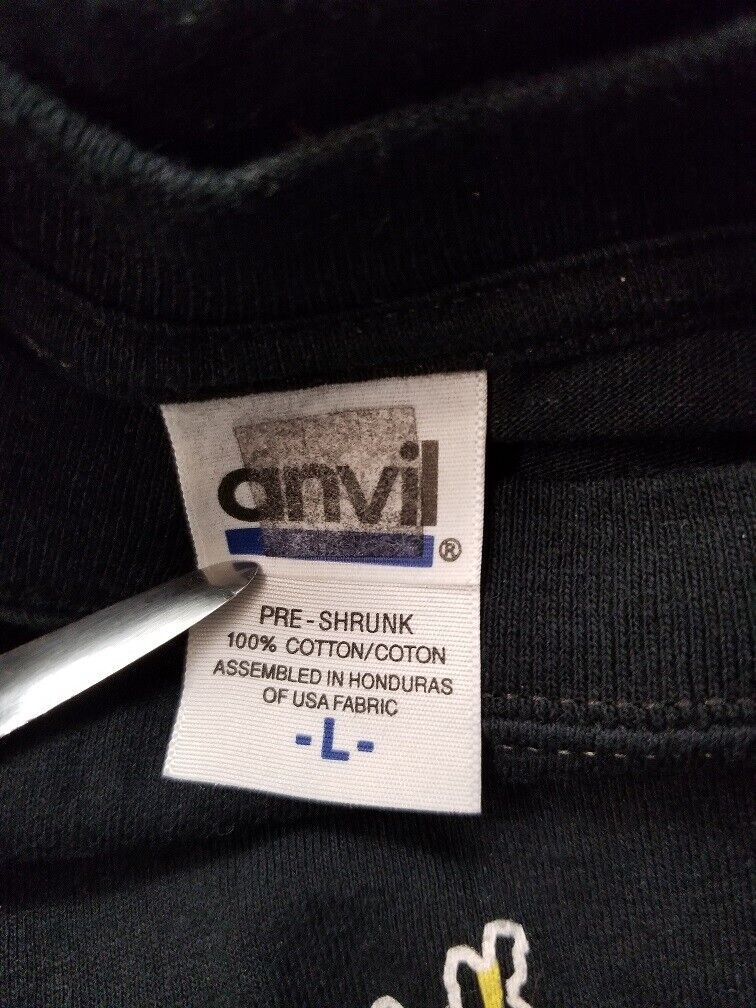 anvil®
PRE-SHRUNK
100% COTTON/COTON
ASSEMBLED IN HONDURAS
OF USA FABRIC
-L-